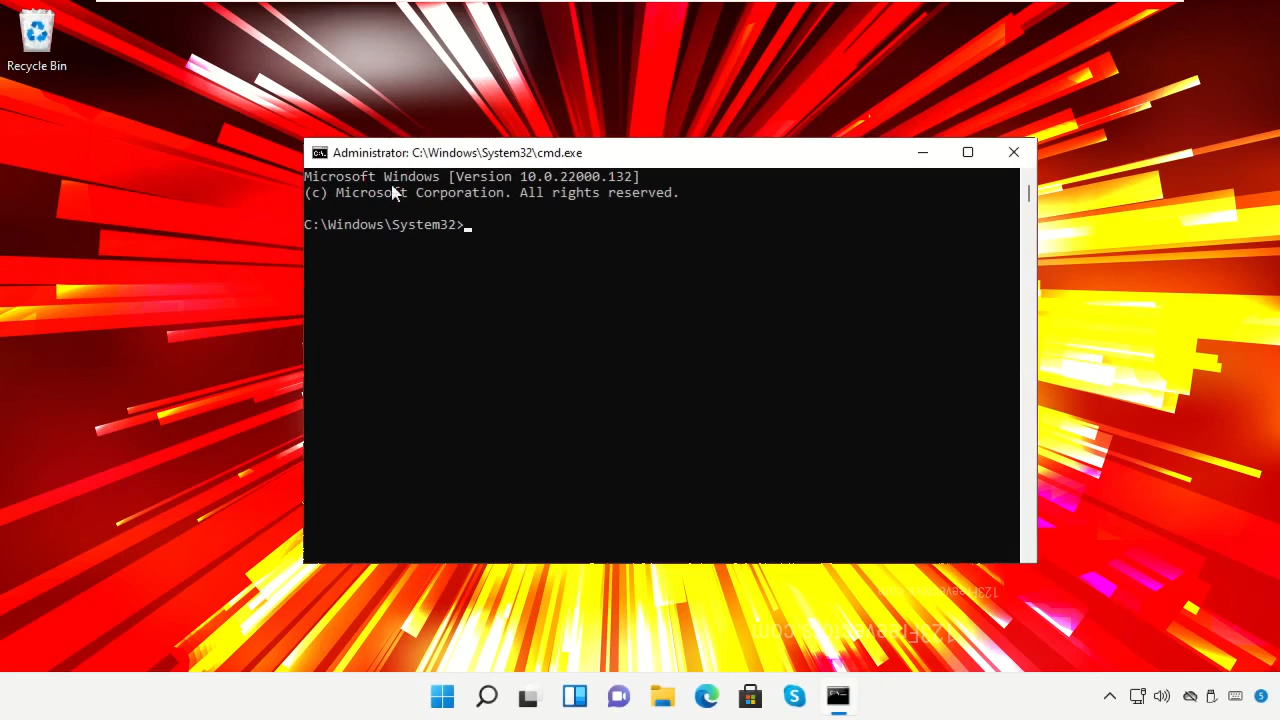 Recycle Bin
Administrator: C:\Windows\System32\cmd.exe
Microsoft Windows [Version 10.0.22000.132]
(c) Microsoft Corporation. All rights reserved.
C:\Windows\System32>
5